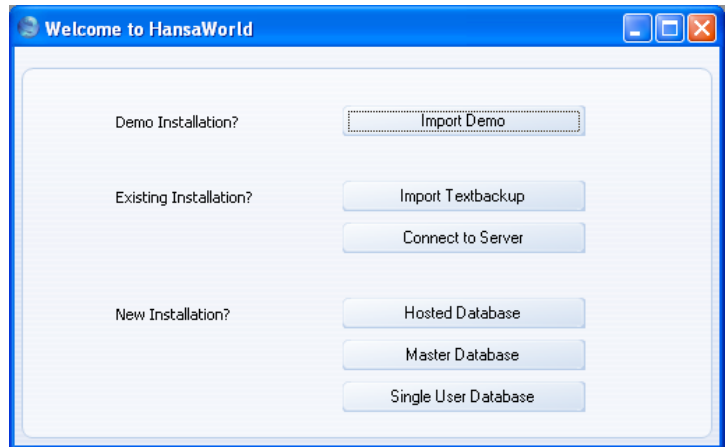 Welcome to HansaWorld
Demo Installation? Import Demo
Existing Installation? Import Textbackup
Connect to Server
New Installation? Hosted Database
Master Database
Single User Database